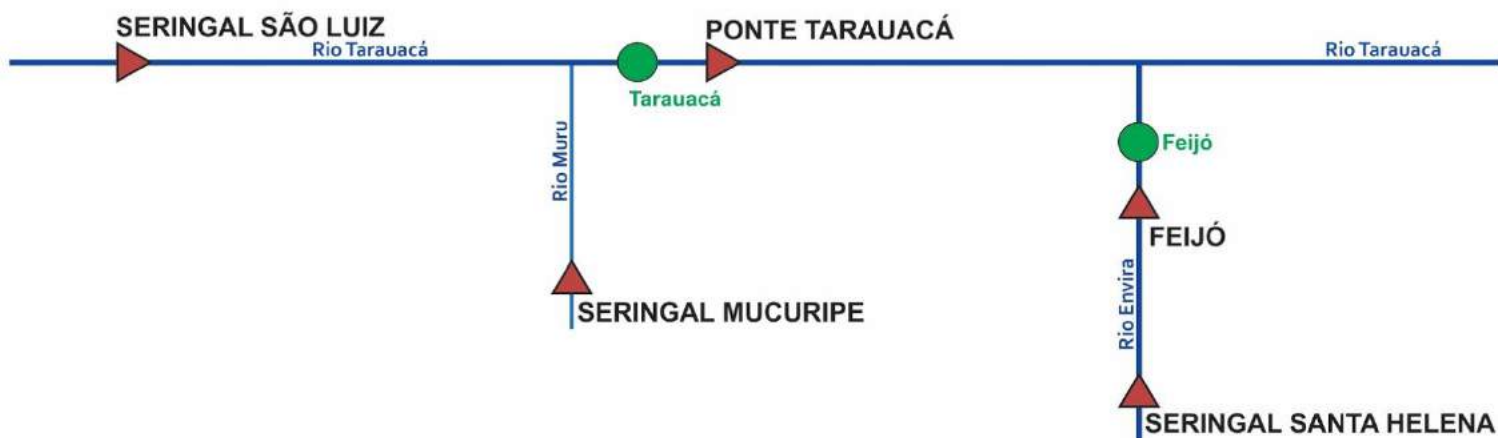 SERINGAL SÃO LUIZ
Rio Tarauacá
PONTE TARAUACÁ
Rio Tarauacá
Tarauacá
Feijó
Rio Muru
FEIJÓ
Rio Envira
SERINGAL MUCURIPE
SERINGAL SANTA HELENA